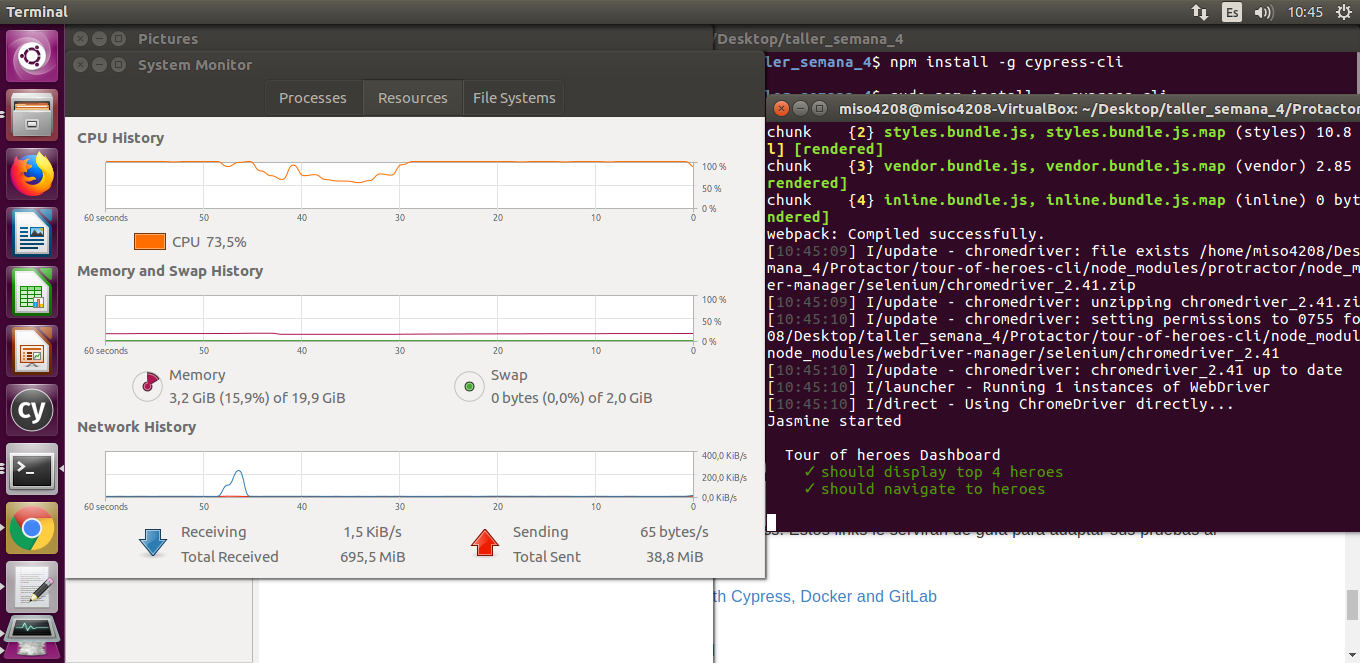 Terminal
Es
10:45
Pictures
/Desktop/taller_semana_4
System Monitor
ler_semana_4$ npm install -g cypress-cli
Processes
Resources
File Systems
miso4208@miso4208-VirtualBox: ~/Desktop/taller_semana_4/Protactor
CPU History
100 %
50 %
0 %
60 seconds 50 40 30 20 10 0
CPU 73,5%
Memory and Swap History
100 %
50 %
0 %
60 seconds 50 40 30 20 10 0
Memory
3,2 GiB (15,9%) of 19,9 GiB
Swap
0 bytes (0,0%) of 2,0 GiB
Network History
400,0 KiB/s
200,0 KiB/s
0,0 KiB/s
60 seconds 50 40 30 20 10 0
Receiving 1,5 KiB/s
Total Received 695,5 MiB
Sending 65 bytes/s
Total Sent 38,8 MiB
chunk {2} styles.bundle.js, styles.bundle.js.map (styles) 10.8
l] [rendered]
chunk {3} vendor.bundle.js, vendor.bundle.js.map (vendor) 2.85
rendered]
chunk {4} inline.bundle.js, inline.bundle.js.map (inline) 0 byt
ndered]
webpack: Compiled successfully.
[10:45:09] I/update - chromedriver: file exists /home/miso4208/Des
mana_4/Protactor/tour-of-heroes-cli/node_modules/protractor/node_m
er-manager/selenium/chromedriver_2.41.zip
[10:45:09] I/update - chromedriver: unzipping chromedriver_2.41.zi
[10:45:10] I/update - chromedriver: setting permissions to 0755 fo
08/Desktop/taller_semana_4/Protactor/tour-of-heroes-cli/node_modul
node_modules/webdriver-manager/selenium/chromedriver_2.41
[10:45:10] I/update - chromedriver: chromedriver_2.41 up to date
[10:45:10] I/launcher - Running 1 instances of WebDriver
[10:45:10] I/direct - Using ChromeDriver directly...
Jasmine started
Tour of heroes Dashboard
✓ should display top 4 heroes
✓ should navigate to heroes
th Cypress, Docker and GitLab
cy